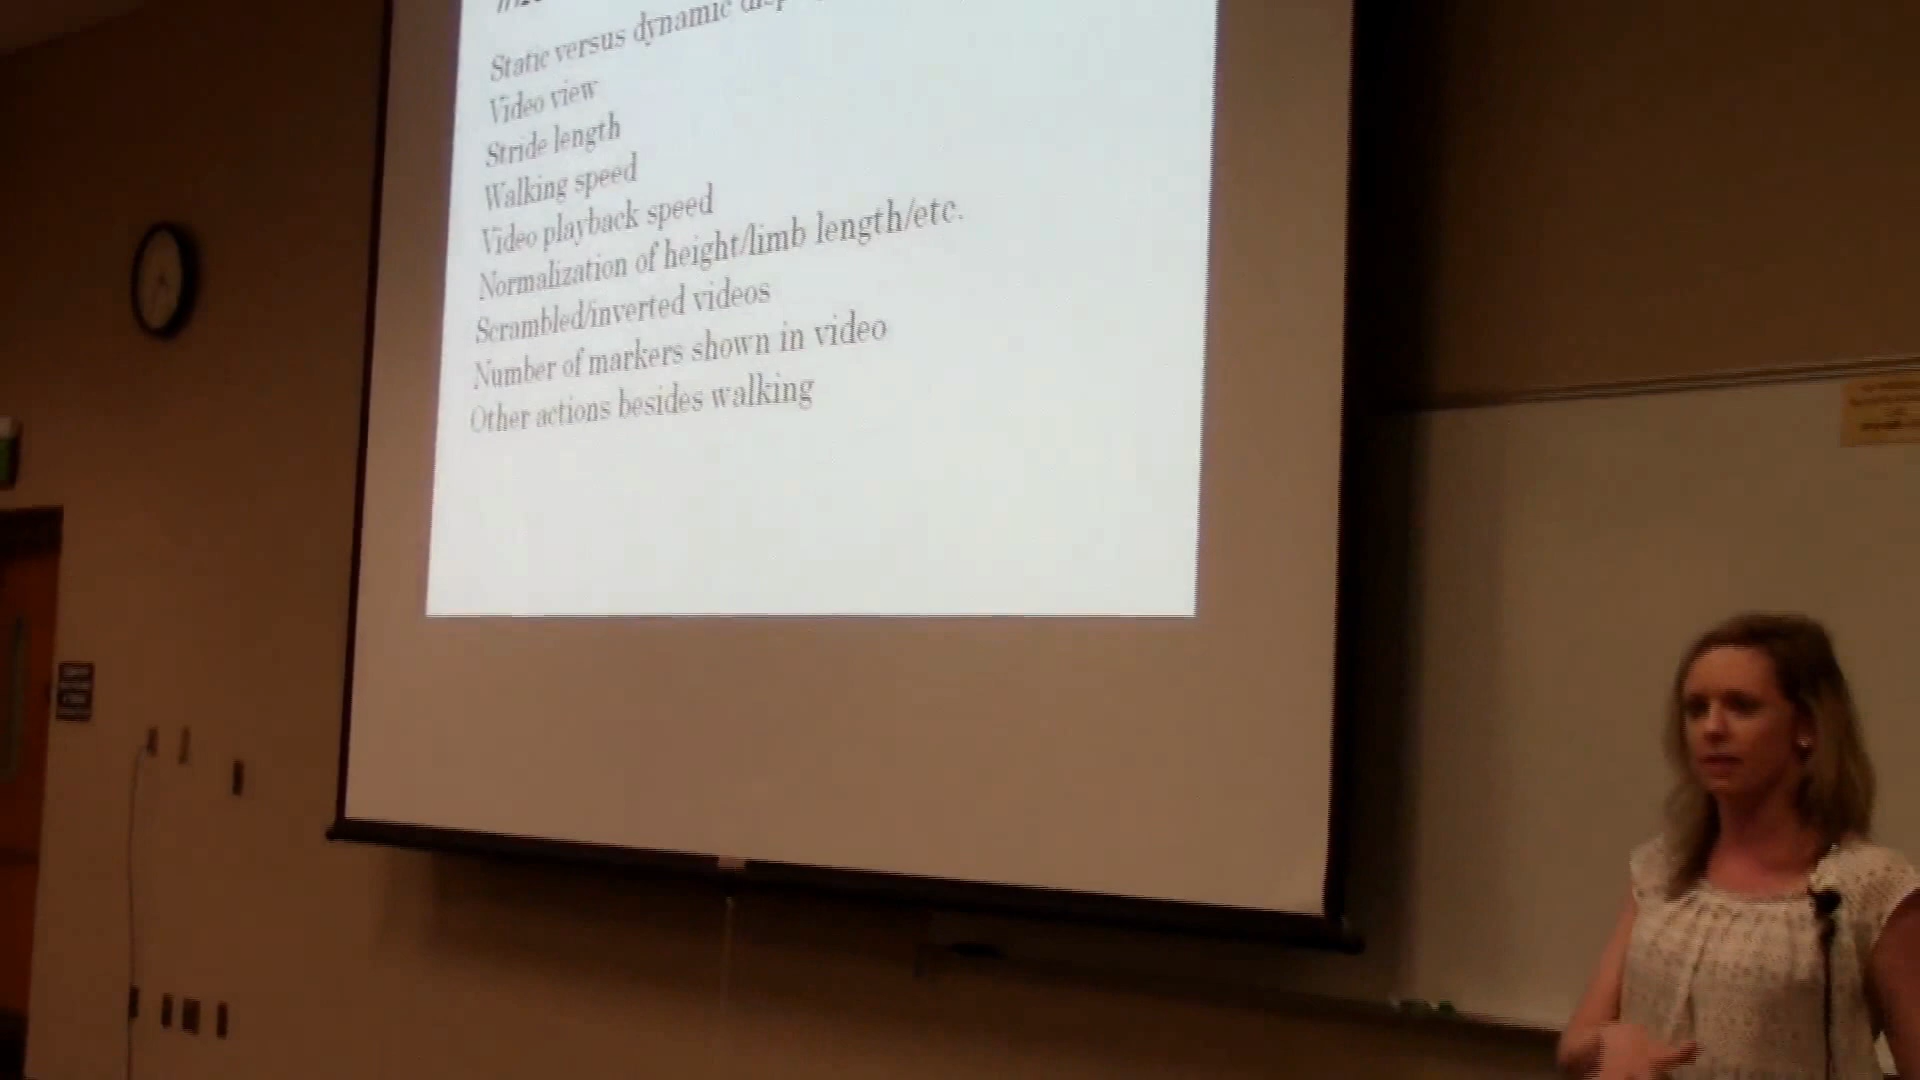 Static versus dynamic
Video view
Stride length
Walking speed
Video playback speed
Normalization of height/limb length/etc.
Scrambled/inverted videos
Number of markers shown in video
Other actions besides walking